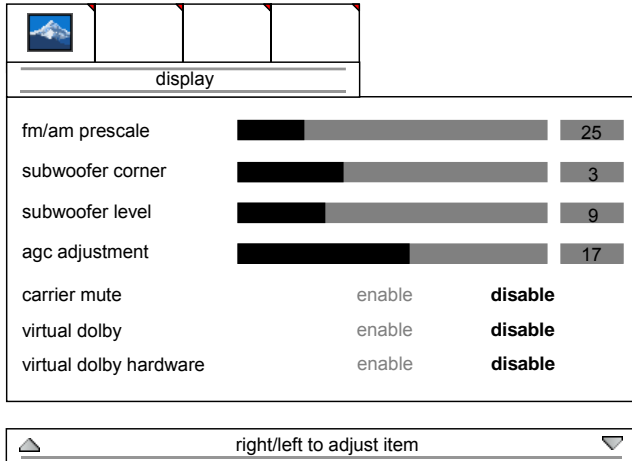 display
fm/am prescale 25
subwoofer corner 3
subwoofer level 9
agc adjustment 17
carrier mute enable disable
virtual dolby enable disable
virtual dolby hardware enable disable
right/left to adjust item